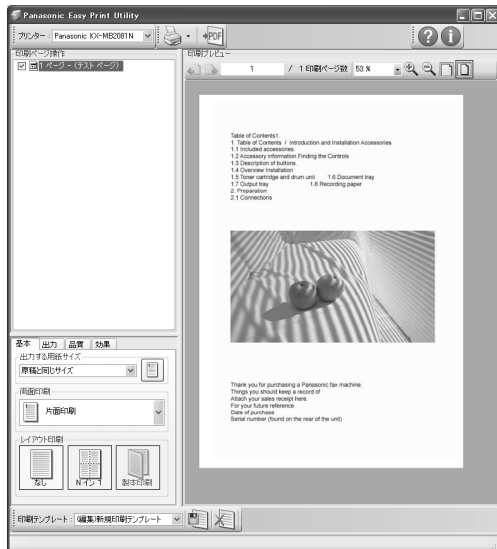 Panasonic Easy Print Utility
プリンター: Panasonic KX-MB2081N
PDF
印刷ページ操作
1 ページ - (テスト ページ)
印刷プレビュー
1 / 1 印刷ページ数 53 %
Table of Contents1.
1. Table of Contents / Introduction and Installation Accessories
1.1 Included accessories.
1.2 Accessory information.Finding the Controls
1.3 Description of buttons.
1.4 Overview Installation
1.5 Toner cartridge and drum unit 1.6 Document tray
1.7 Output tray 1.8 Recording paper
2. Preparation
2.1 Connections
Thank you for purchasing a Panasonic fax machine.
Things you should keep a record of
Attach your sales receipt here.
For your future reference
Date of purchase
Serial number (found on the rear of the unit)
基本 出力 品質 効果
出力する用紙サイズ
原稿と同じサイズ
両面印刷
片面印刷
レイアウト印刷
なし
N イン 1
製本印刷
印刷テンプレート: (編集)新規印刷テンプレート